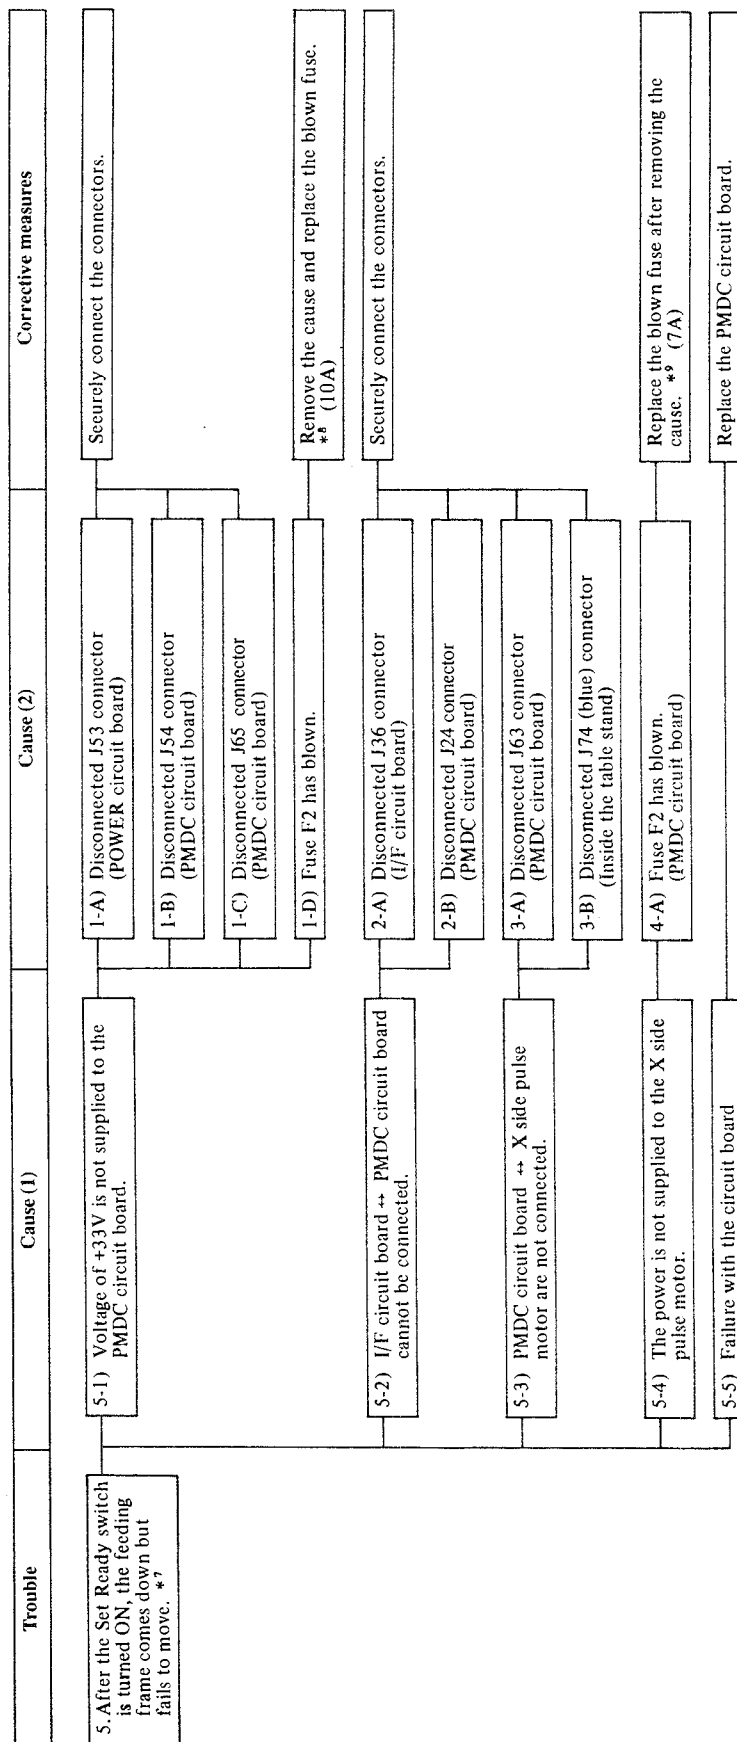 Trouble
Cause (1)
Cause (2)
Corrective measures
5. After the Set Ready switch
is turned ON, the feeding
frame comes down but
fails to move. *7
5-1) Voltage of +33V is not supplied to the
PMDC circuit board.
1-A) Disconnected J53 connector
(POWER circuit board)
1-B) Disconnected J54 connector
(PMDC circuit board)
1-C) Disconnected J65 connector
(PMDC circuit board)
Securely connect the connectors.
1-D) Fuse F2 has blown.
Remove the cause and replace the blown fuse.
*8 (10A)
5-2) I/F circuit board ↔ PMDC circuit board
cannot be connected.
2-A) Disconnected J36 connector
(I/F circuit board)
2-B) Disconnected J24 connector
(PMDC circuit board)
5-3) PMDC circuit board ↔ X side pulse
motor are not connected.
3-A) Disconnected J63 connector
(PMDC circuit board)
3-B) Disconnected J74 (blue) connector
(Inside the table stand)
Securely connect the connectors.
5-4) The power is not supplied to the X side
pulse motor.
4-A) Fuse F2 has blown.
(PMDC circuit board)
Replace the blown fuse after removing the
cause. *9 (7A)
5-5) Failure with the circuit board
Replace the PMDC circuit board.